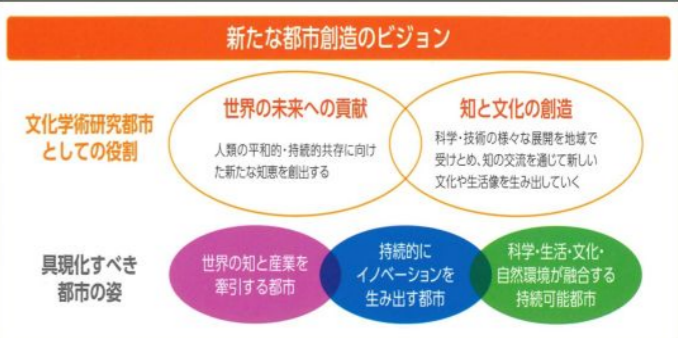 新たな都市創造のビジョン
文化学術研究都市
としての役割
世界の未来への貢献
人類の平和的・持続的共存に向け
た新たな知恵を創出する
知と文化の創造
科学・技術の様々な展開を地域で
受けとめ、知の交流を通じて新しい
文化や生活像を生み出していく
具現化すべき
都市の姿
世界の知と産業を
牽引する都市
持続的に
イノベーションを
生み出す都市
科学・生活・文化・
自然環境が融合する
持続可能都市